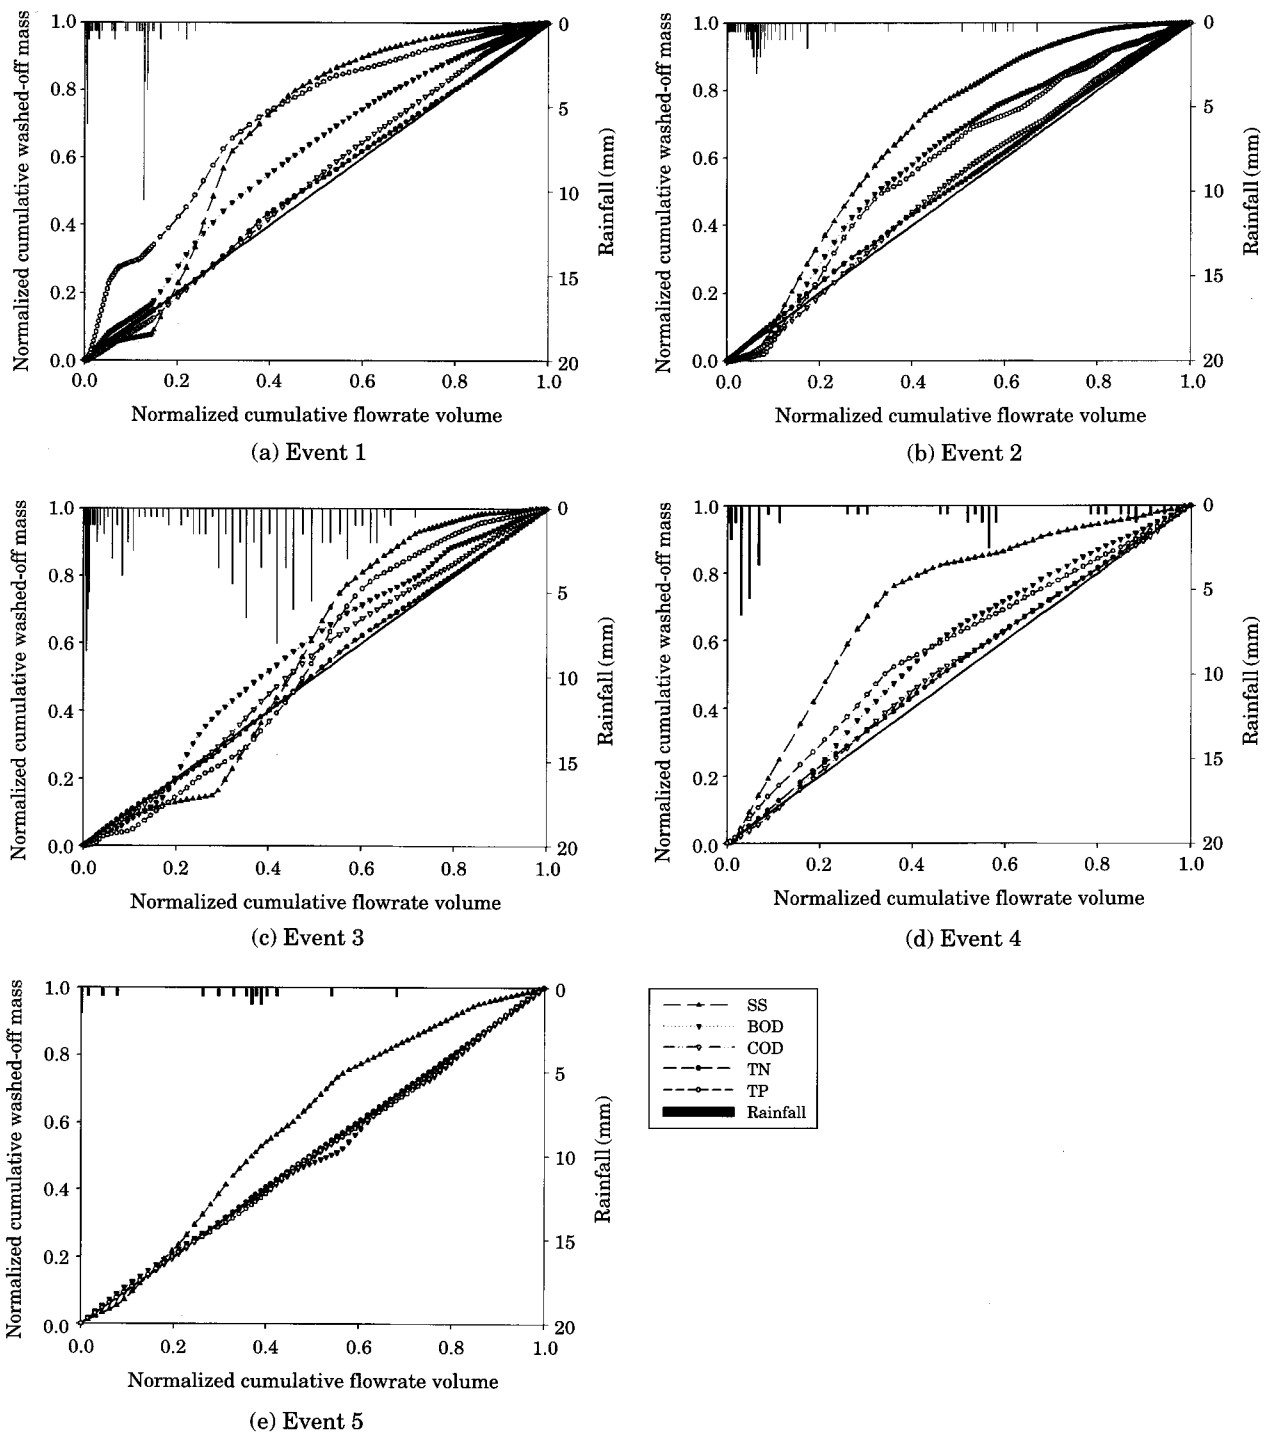 Normalized cumulative washed-off mass
1.0
0.8
0.6
0.4
0.2
0.0
0.0 0.2 0.4 0.6 0.8 1.0
0
5
10
15
20
Rainfall (mm)
Normalized cumulative flowrate volume
(a) Event 1
Normalized cumulative washed-off mass
1.0
0.8
0.6
0.4
0.2
0.0
0.0 0.2 0.4 0.6 0.8 1.0
0
5
10
15
20
Rainfall (mm)
Normalized cumulative flowrate volume
(b) Event 2
Normalized cumulative washed-off mass
1.0
0.8
0.6
0.4
0.2
0.0
0.0 0.2 0.4 0.6 0.8 1.0
0
5
10
15
20
Rainfall (mm)
Normalized cumulative flowrate volume
(c) Event 3
Normalized cumulative washed-off mass
1.0
0.8
0.6
0.4
0.2
0.0
0.0 0.2 0.4 0.6 0.8 1.0
0
5
10
15
20
Rainfall (mm)
Normalized cumulative flowrate volume
(d) Event 4
Normalized cumulative washed-off mass
1.0
0.8
0.6
0.4
0.2
0.0
0.0 0.2 0.4 0.6 0.8 1.0
0
5
10
15
20
Rainfall (mm)
Normalized cumulative flowrate volume
(e) Event 5
SS
BOD
COD
TN
TP
Rainfall